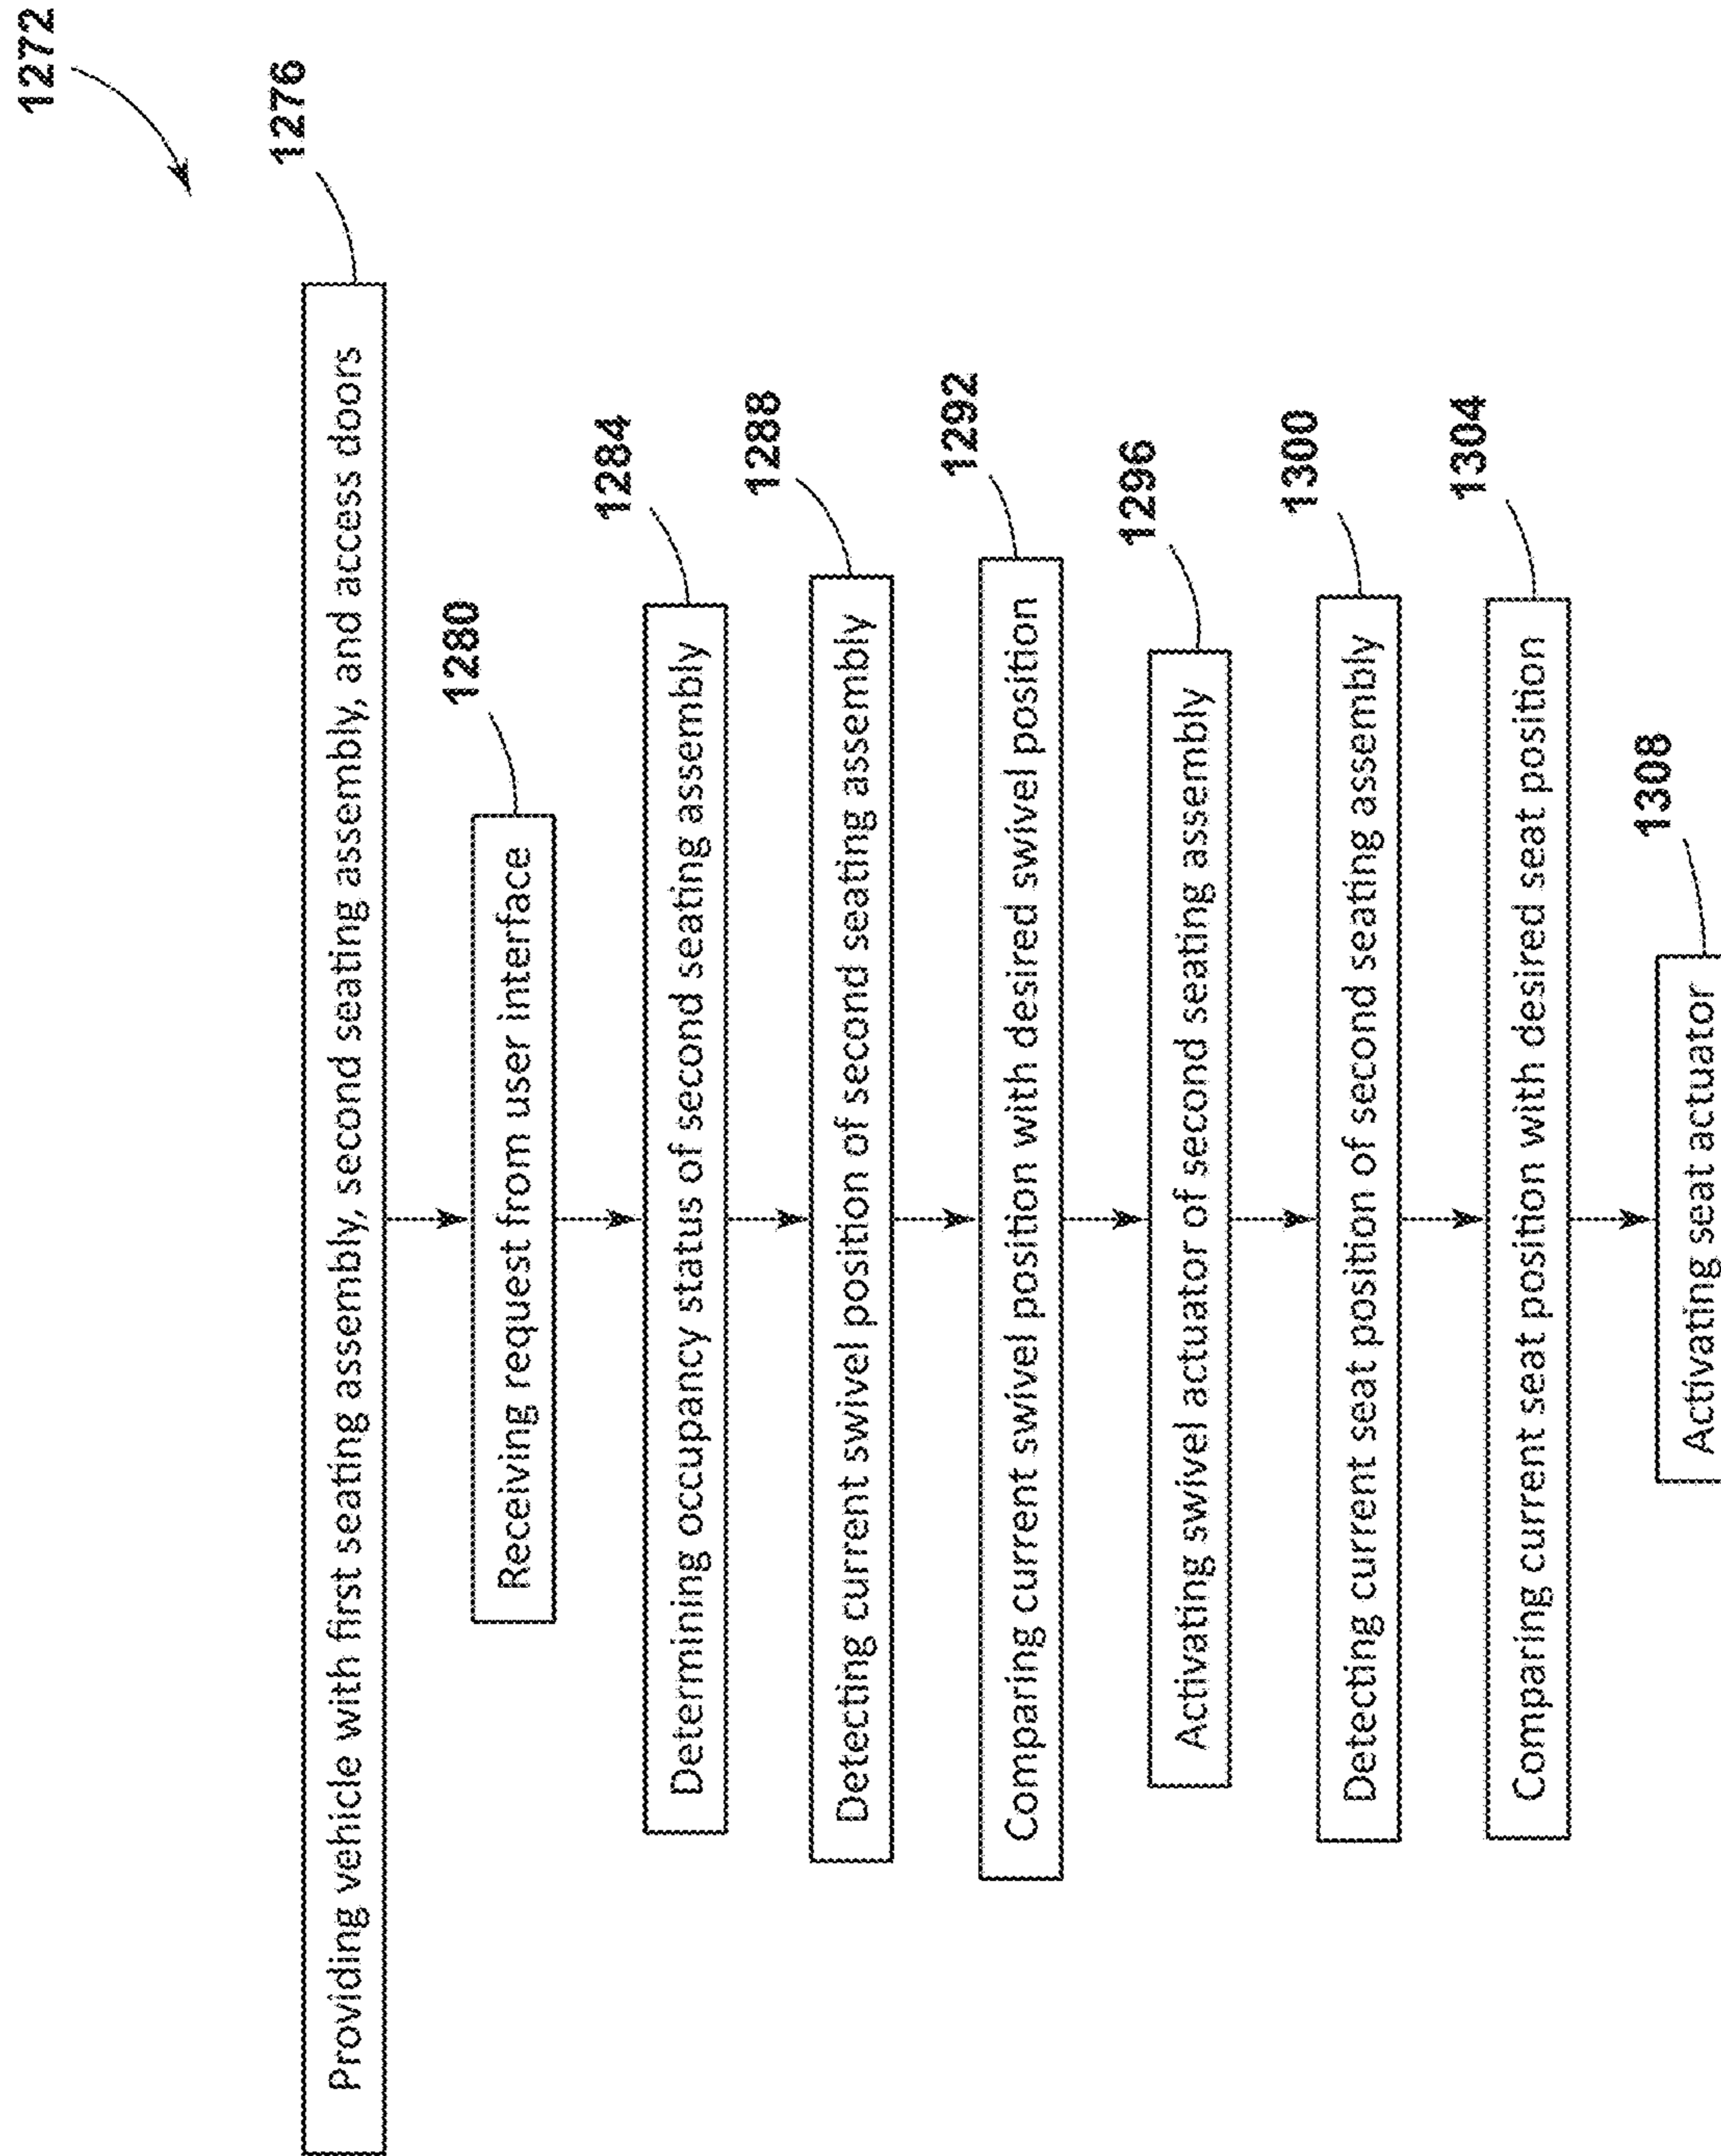 1272
Providing vehicle with first seating assembly, second seating assembly, and access doors
1276
Receiving request from user interface
1280
Determining occupancy status of second seating assembly
1284
Detecting current swivel position of second seating assembly
1288
Comparing current swivel position with desired swivel position
1292
Activating swivel actuator of second seating assembly
1296
Detecting current seat position of second seating assembly
1300
Comparing current seat position with desired seat position
1304
Activating seat actuator
1308